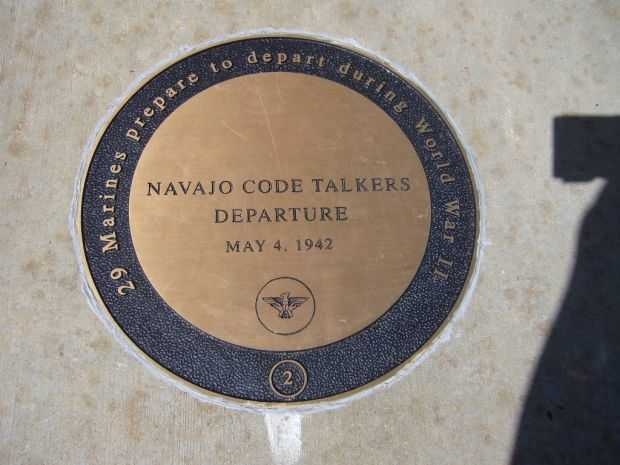 29 Marines prepare to depart during World War II
NAVAJO CODE TALKERS
DEPARTURE
MAY 4, 1942
2